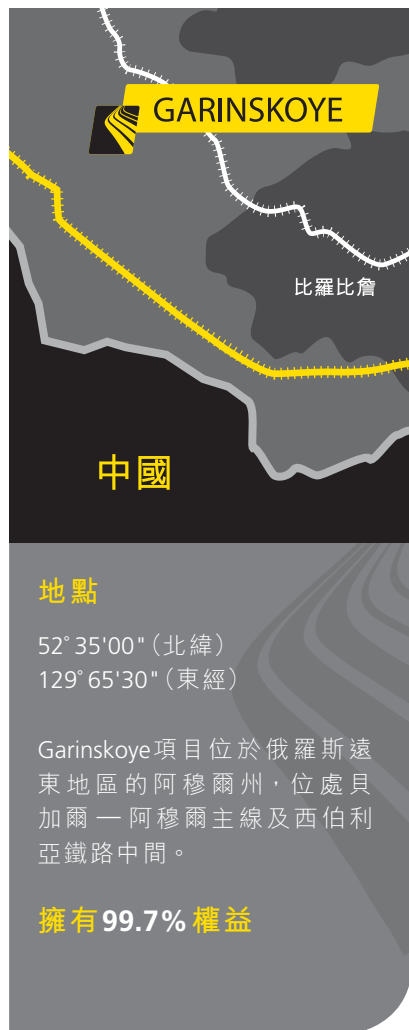 GARINSKOYE
比羅比詹
中國
地點
52°35'00"（北緯）
129°65'30"（東經）
Garinskoye項目位於俄羅斯遠
東地區的阿穆爾州，位處貝
加爾 — 阿穆爾主線及西伯利
亞鐵路中間。
擁有99.7%權益